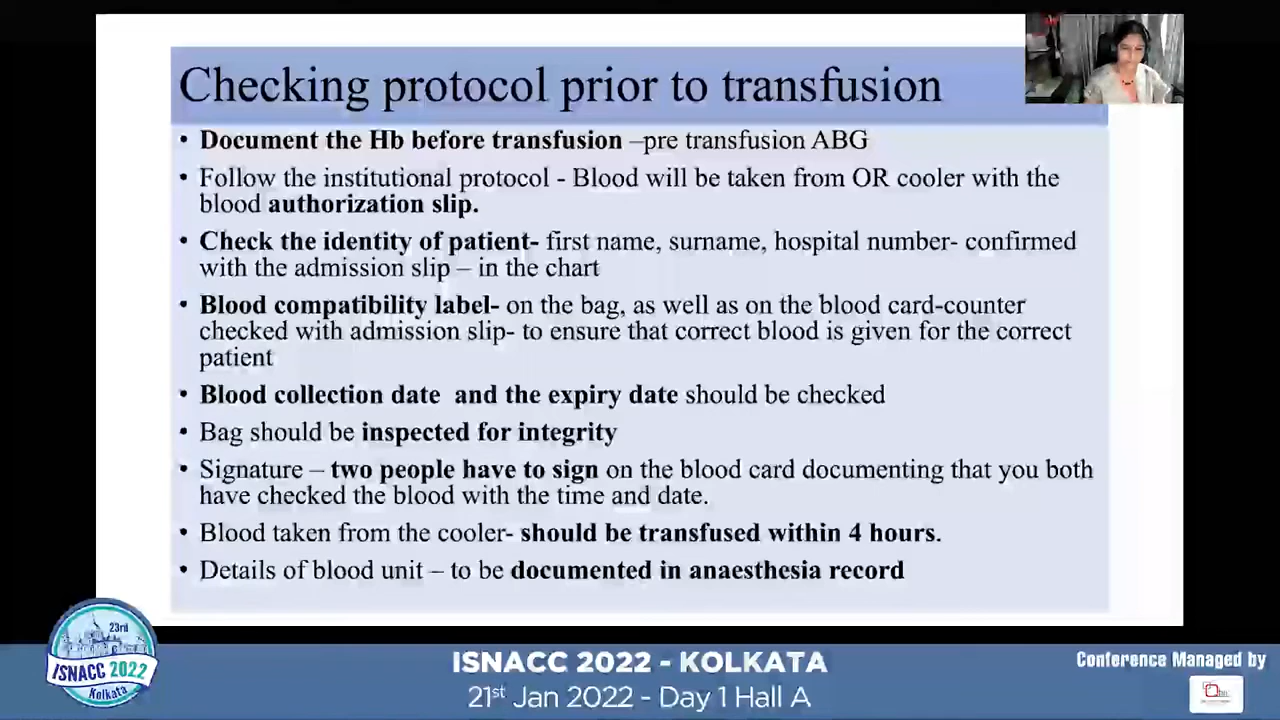 Checking protocol prior to transfusion
• Document the Hb before transfusion –pre transfusion ABG
• Follow the institutional protocol - Blood will be taken from OR cooler with the
blood authorization slip.
• Check the identity of patient- first name, surname, hospital number- confirmed
with the admission slip – in the chart
• Blood compatibility label- on the bag, as well as on the blood card-counter
checked with admission slip- to ensure that correct blood is given for the correct
patient
• Blood collection date  and the expiry date should be checked
• Bag should be inspected for integrity
• Signature – two people have to sign on the blood card documenting that you both
have checked the blood with the time and date.
• Blood taken from the cooler- should be transfused within 4 hours.
• Details of blood unit – to be documented in anaesthesia record
23rd
ISNACC 2022
Kolkata
ISNACC 2022 - KOLKATA
21st Jan 2022 - Day 1 Hall A
Conference Managed by